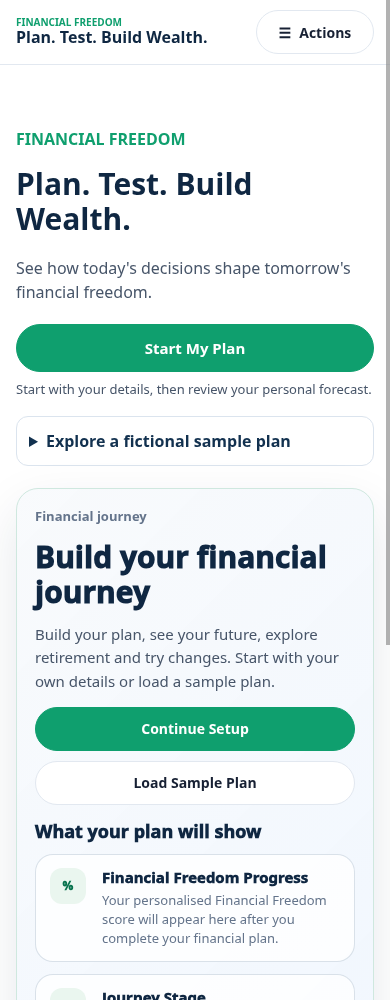 FINANCIAL FREEDOM
Plan. Test. Build Wealth.
☰ Actions
FINANCIAL FREEDOM
Plan. Test. Build
Wealth.
See how today's decisions shape tomorrow's
financial freedom.
Start My Plan
Start with your details, then review your personal forecast.
▶ Explore a fictional sample plan
Financial journey
Build your financial
journey
Build your plan, see your future, explore
retirement and try changes. Start with your
own details or load a sample plan.
Continue Setup
Load Sample Plan
What your plan will show
%
Financial Freedom Progress
Your personalised Financial Freedom
score will appear here after you
complete your financial plan.
Journey Stage